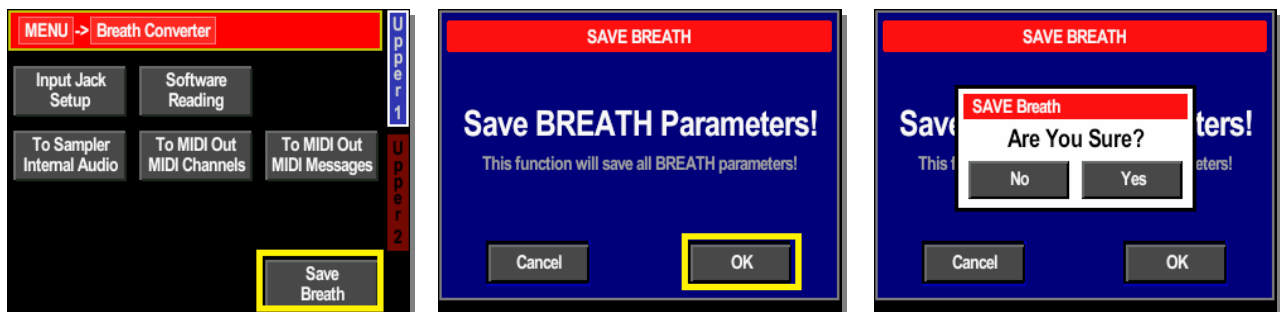 MENU -> Breath Converter
Input Jack
Setup
Software
Reading
To Sampler
Internal Audio
To MIDI Out
MIDI Channels
To MIDI Out
MIDI Messages
Save
Breath
Upper 1
Upper 2
SAVE BREATH
Save BREATH Parameters!
This function will save all BREATH parameters!
Cancel
OK
SAVE BREATH
Save
ters!
SAVE Breath
Are You Sure?
This f
eters!
No
Yes
Cancel
OK